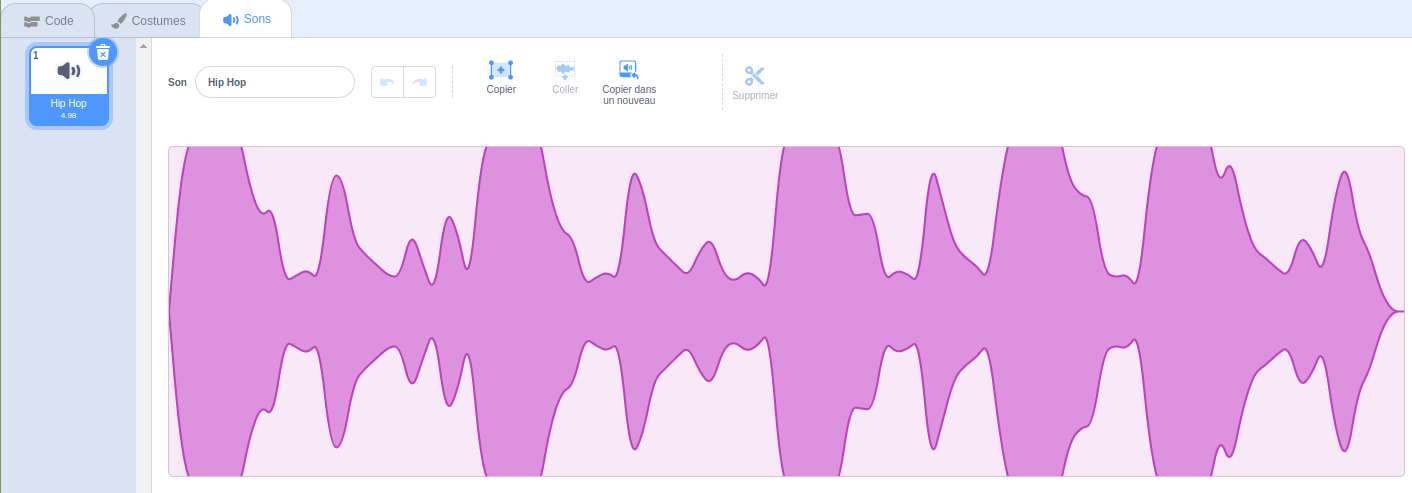 Code
Costumes
Sons
1
Hip Hop
4.98
Son
Hip Hop
Copier
Coller
Copier dans
un nouveau
Supprimer